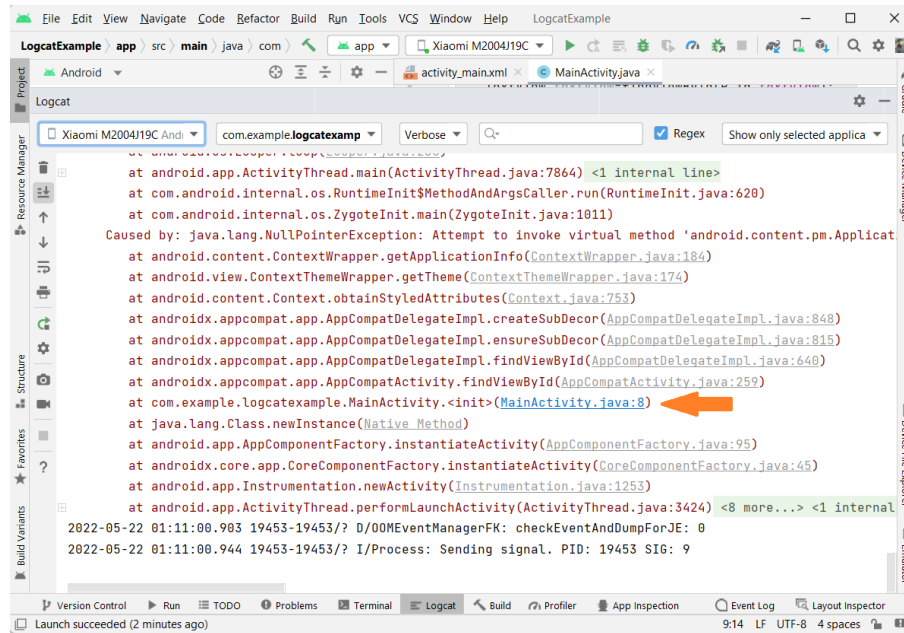 File Edit View Navigate Code Refactor Build Run Tools VCS Window Help LogcatExample
LogcatExample app src main java com app Xiaomi M2004J19C
Project Android activity_main.xml MainActivity.java
Logcat
Xiaomi M2004J19C Andr com.example.logcatexamp Verbose Regex Show only selected applica
at android.app.ActivityThread.main(ActivityThread.java:7864) <1 internal line>
at com.android.internal.os.RuntimeInit$MethodAndArgsCaller.run(RuntimeInit.java:620)
at com.android.internal.os.ZygoteInit.main(ZygoteInit.java:1011)
Caused by: java.lang.NullPointerException: Attempt to invoke virtual method 'android.content.pm.Applicat
at android.content.ContextWrapper.getApplicationInfo(ContextWrapper.java:184)
at android.view.ContextThemeWrapper.getTheme(ContextThemeWrapper.java:174)
at android.content.Context.obtainStyledAttributes(Context.java:753)
at androidx.appcompat.app.AppCompatDelegateImpl.createSubDecor(AppCompatDelegateImpl.java:848)
at androidx.appcompat.app.AppCompatDelegateImpl.ensureSubDecor(AppCompatDelegateImpl.java:815)
at androidx.appcompat.app.AppCompatDelegateImpl.findViewById(AppCompatDelegateImpl.java:640)
at androidx.appcompat.app.AppCompatActivity.findViewById(AppCompatActivity.java:259)
at com.example.logcatexample.MainActivity.<init>(MainActivity.java:8)
at java.lang.Class.newInstance(Native Method)
at android.app.AppComponentFactory.instantiateActivity(AppComponentFactory.java:95)
at androidx.core.app.CoreComponentFactory.instantiateActivity(CoreComponentFactory.java:45)
at android.app.Instrumentation.newActivity(Instrumentation.java:1253)
at android.app.ActivityThread.performLaunchActivity(ActivityThread.java:3424) <8 more...> <1 internal
2022-05-22 01:11:00.903 19453-19453/? D/OOMEventManagerFK: checkEventAndDumpForJE: 0
2022-05-22 01:11:00.944 19453-19453/? I/Process: Sending signal. PID: 19453 SIG: 9
Resource Manager
Structure
Favorites
Build Variants
Version Control Run TODO Problems Terminal Logcat Build Profiler App Inspection Event Log Layout Inspector
Launch succeeded (2 minutes ago) 9:14 LF UTF-8 4 spaces